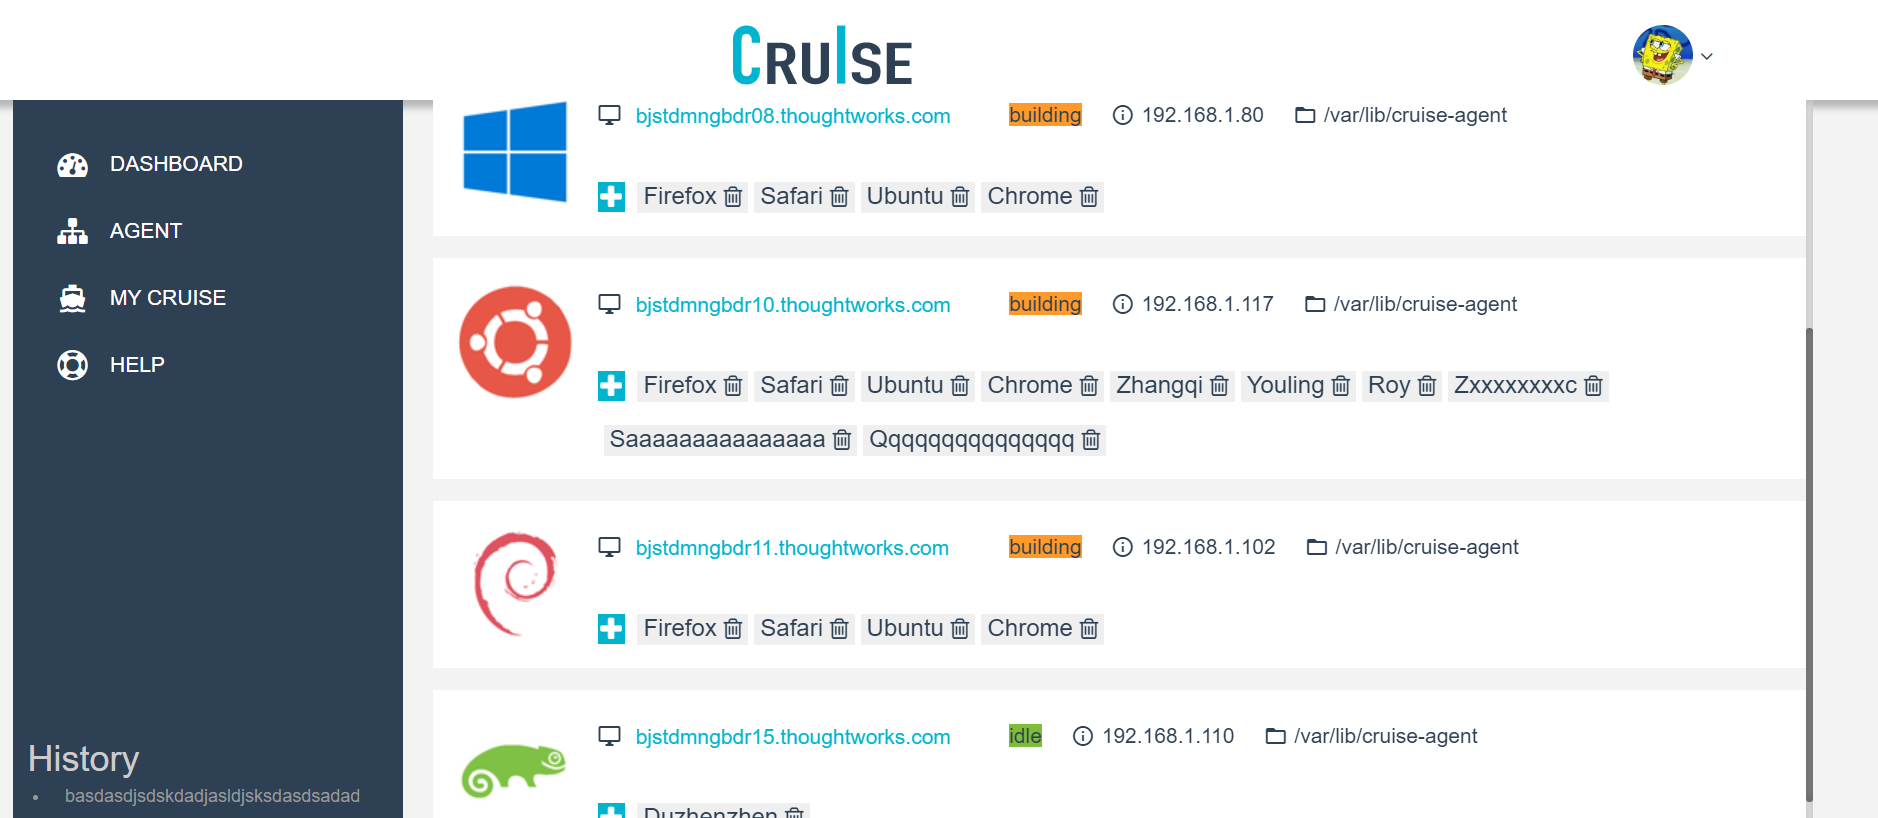 CRUISE
DASHBOARD
AGENT
MY CRUISE
HELP
History
basdasdjsdskdadjasldjsksdasdsadad
bjstdmngbdr08.thoughtworks.com building 192.168.1.80 /var/lib/cruise-agent
Firefox Safari Ubuntu Chrome
bjstdmngbdr10.thoughtworks.com building 192.168.1.117 /var/lib/cruise-agent
Firefox Safari Ubuntu Chrome Zhangqi Youling Roy Zxxxxxxxxc
Saaaaaaaaaaaaaaa Qqqqqqqqqqqqqqq
bjstdmngbdr11.thoughtworks.com building 192.168.1.102 /var/lib/cruise-agent
Firefox Safari Ubuntu Chrome
bjstdmngbdr15.thoughtworks.com idle 192.168.1.110 /var/lib/cruise-agent
Duzhenzhen